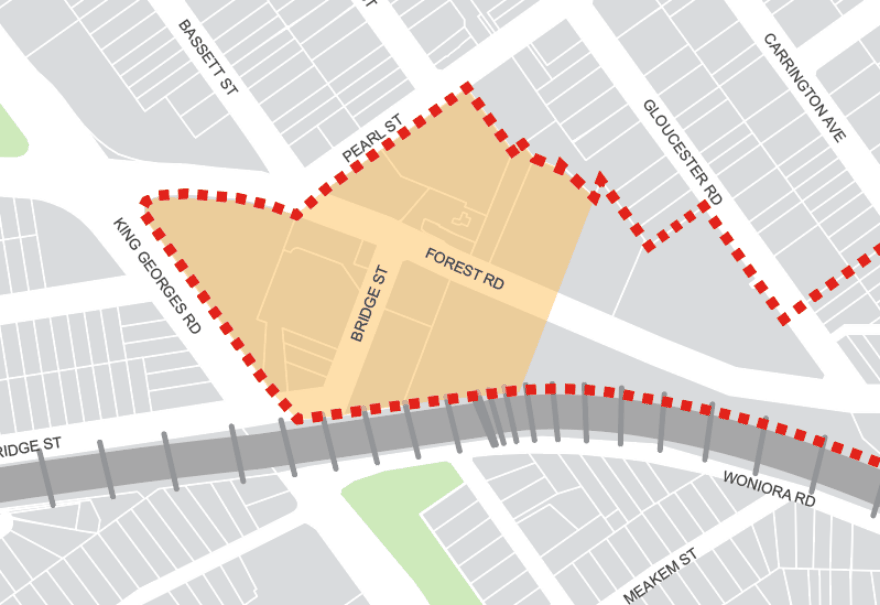 BASSETT ST
CARRINGTON AVE
PEARL ST
GLOUCESTER RD
KING GEORGES RD
FOREST RD
BRIDGE ST
RIDGE ST
WONIORA RD
MEAKEM ST